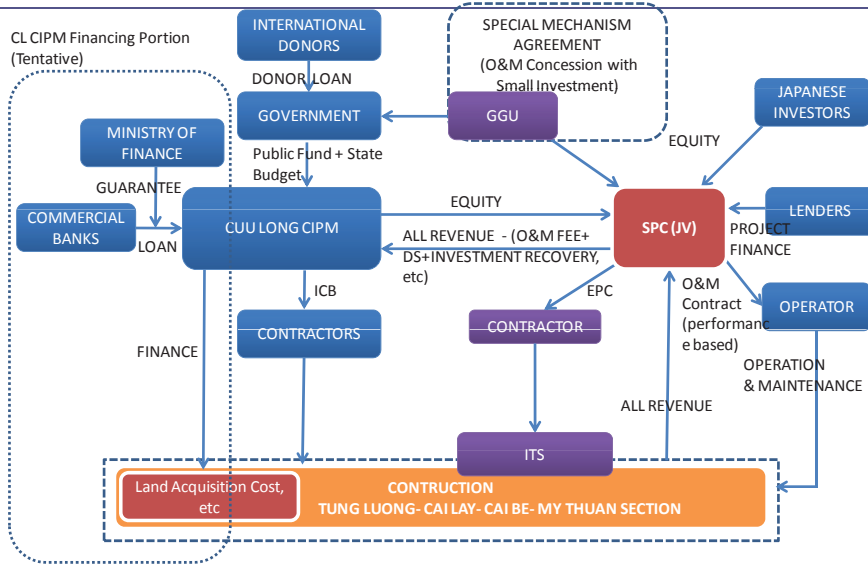 CL CIPM Financing Portion
(Tentative)
INTERNATIONAL
DONORS
SPECIAL MECHANISM
AGREEMENT
(O&M Concession with
Small Investment)
DONOR LOAN
JAPANESE
INVESTORS
GOVERNMENT
GGU
MINISTRY OF
FINANCE
EQUITY
Public Fund + State
Budget
GUARANTEE
COMMERCIAL
BANKS
LOAN
CUU LONG CIPM
EQUITY
SPC (JV)
LENDERS
PROJECT
FINANCE
ALL REVENUE - (O&M FEE+
DS+INVESTMENT RECOVERY,
etc)
ICB
EPC
O&M
Contract
(performanc
e based)
OPERATOR
CONTRACTORS
CONTRACTOR
FINANCE
OPERATION
& MAINTENANCE
ALL REVENUE
ITS
Land Acquisition Cost,
etc
CONTRUCTION
TUNG LUONG- CAI LAY- CAI BE- MY THUAN SECTION